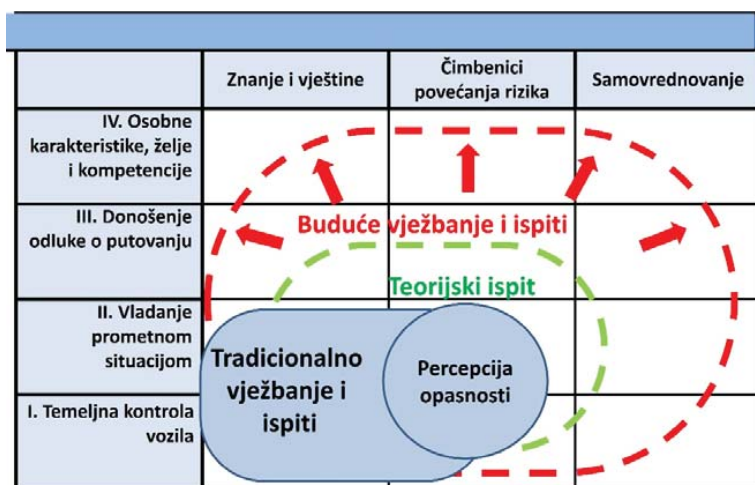 Znanje i vještine
Čimbenici
povećanja rizika
Samovrednovanje
IV. Osobne
karakteristike, želje
i kompetencije
III. Donošenje
odluke o putovanju
Buduće vježbanje i ispiti
Teorijski ispit
II. Vladanje
prometnom
situacijom
Tradicionalno
vježbanje i
ispiti
Percepcija
opasnosti
I. Temeljna kontrola
vozila